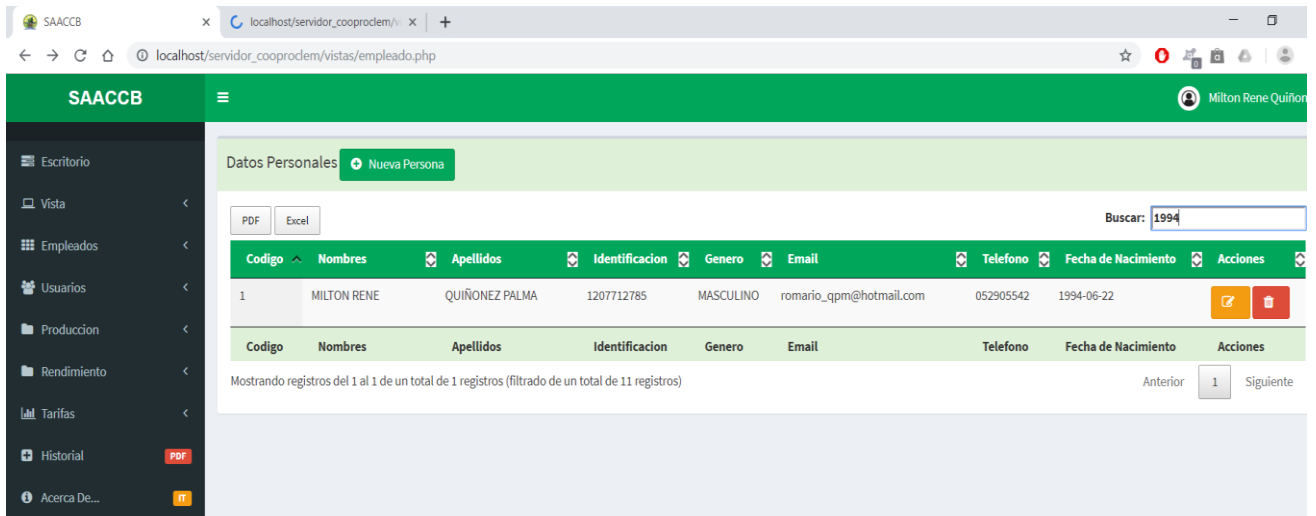 SAACCB
localhost/servidor_cooproclem/vi
localhost/servidor_cooproclem/vistas/empleado.php
0
SAACCB
Milton Rene Quiñon
Escritorio
Vista
Empleados
Usuarios
Produccion
Rendimiento
Tarifas
Historial PDF
Acerca De... IT
Datos Personales Nueva Persona
PDF Excel Buscar: 1994
Codigo Nombres Apellidos Identificacion Genero Email Telefono Fecha de Nacimiento Acciones
1 MILTON RENE QUIÑONEZ PALMA 1207712785 MASCULINO romario_qpm@hotmail.com 052905542 1994-06-22
Codigo Nombres Apellidos Identificacion Genero Email Telefono Fecha de Nacimiento Acciones
Mostrando registros del 1 al 1 de un total de 1 registros (filtrado de un total de 11 registros) Anterior 1 Siguiente